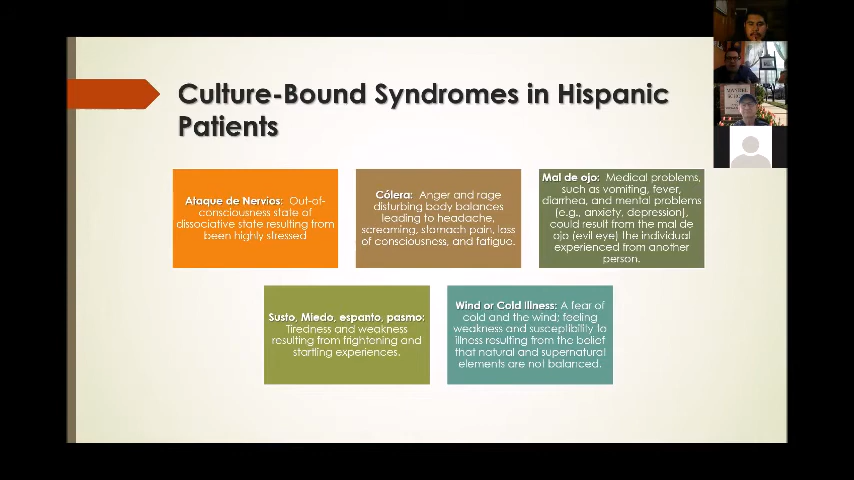 Culture-Bound Syndromes in Hispanic
Patients
Ataque de Nervios: Out-of-
consciousness state of
dissociative state resulting from
been highly stressed
Cólera: Anger and rage
disturbing body balances
leading to headache,
screaming, stomach pain, loss
of consciousness, and fatigue.
Mal de ojo: Medical problems,
such as vomiting, fever,
diarrhea, and mental problems
(e.g., anxiety, depression),
could result from the mal de
ojo (evil eye) the individual
experienced from another
person.
Susto, Miedo, espanto, pasmo:
Tiredness and weakness
resulting from frightening and
startling experiences.
Wind or Cold Illness: A fear of
cold and the wind; feeling
weakness and susceptibility to
illness resulting from the belief
that natural and supernatural
elements are not balanced.